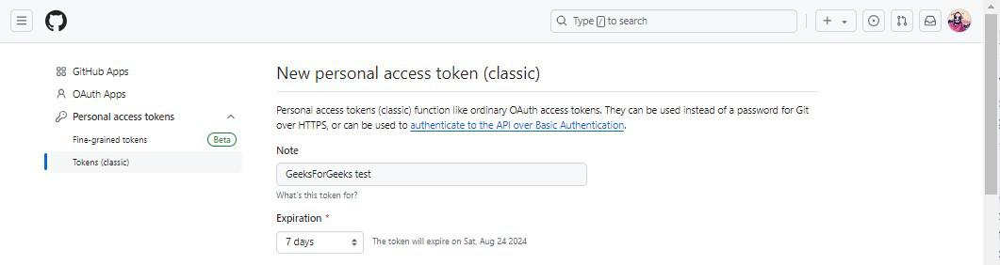 Type / to search
GitHub Apps
OAuth Apps
Personal access tokens
Fine-grained tokens Beta
Tokens (classic)
New personal access token (classic)
Personal access tokens (classic) function like ordinary OAuth access tokens. They can be used instead of a password for Git
over HTTPS, or can be used to authenticate to the API over Basic Authentication.
Note
GeeksForGeeks test
What's this token for?
Expiration *
7 days The token will expire on Sat, Aug 24 2024